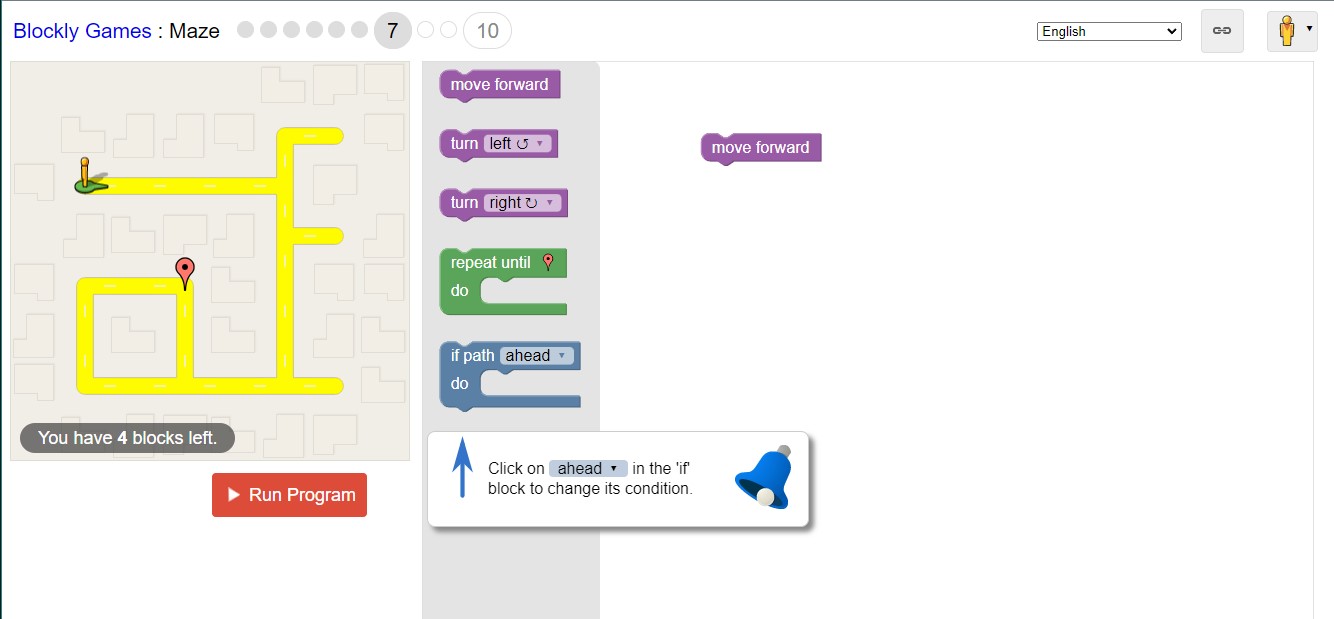 Blockly Games : Maze 7 10
English
move forward
turn left ↺ ▾
turn right ↻ ▾
repeat until
do
if path ahead ▾
do
move forward
You have 4 blocks left.
Run Program
Click on ahead ▾ in the 'if'
block to change its condition.